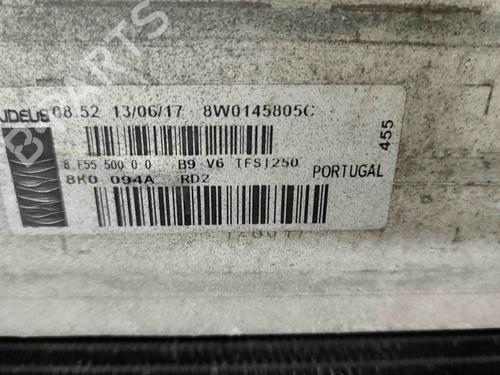 JDEUS 08:52 13/06/17 8W0145805C
8 F55 500 0 0 B9 V6 TFSI250
8K0 094A RD2
PORTUGAL
455